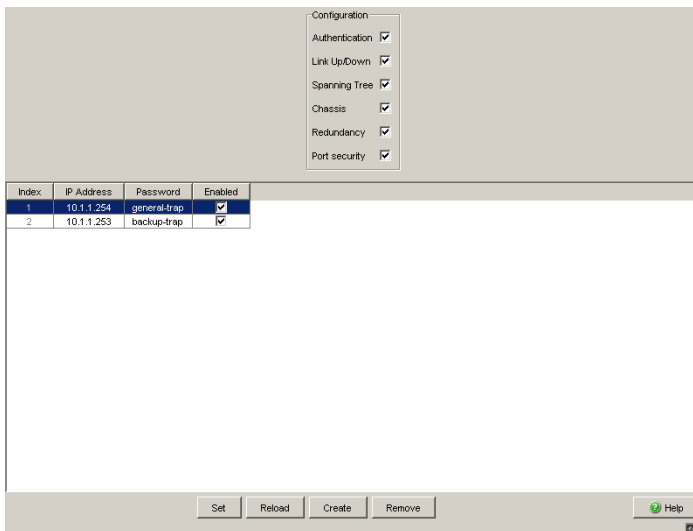 Configuration
Authentication
Link Up/Down
Spanning Tree
Chassis
Redundancy
Port security
Index IP Address Password Enabled
1 10.1.1.254 general-trap
2 10.1.1.253 backup-trap
Set Reload Create Remove Help